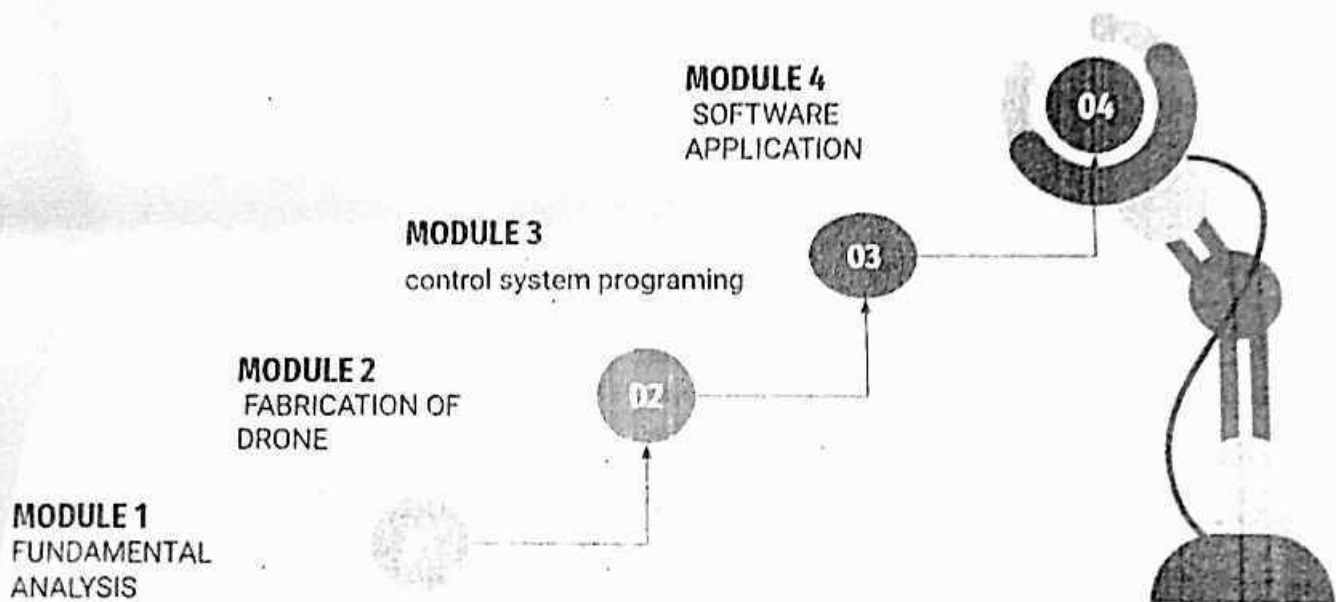 MODULE 4
SOFTWARE
APPLICATION
04
MODULE 3
control system programing
03
MODULE 2
FABRICATION OF
DRONE
02
MODULE 1
FUNDAMENTAL
ANALYSIS